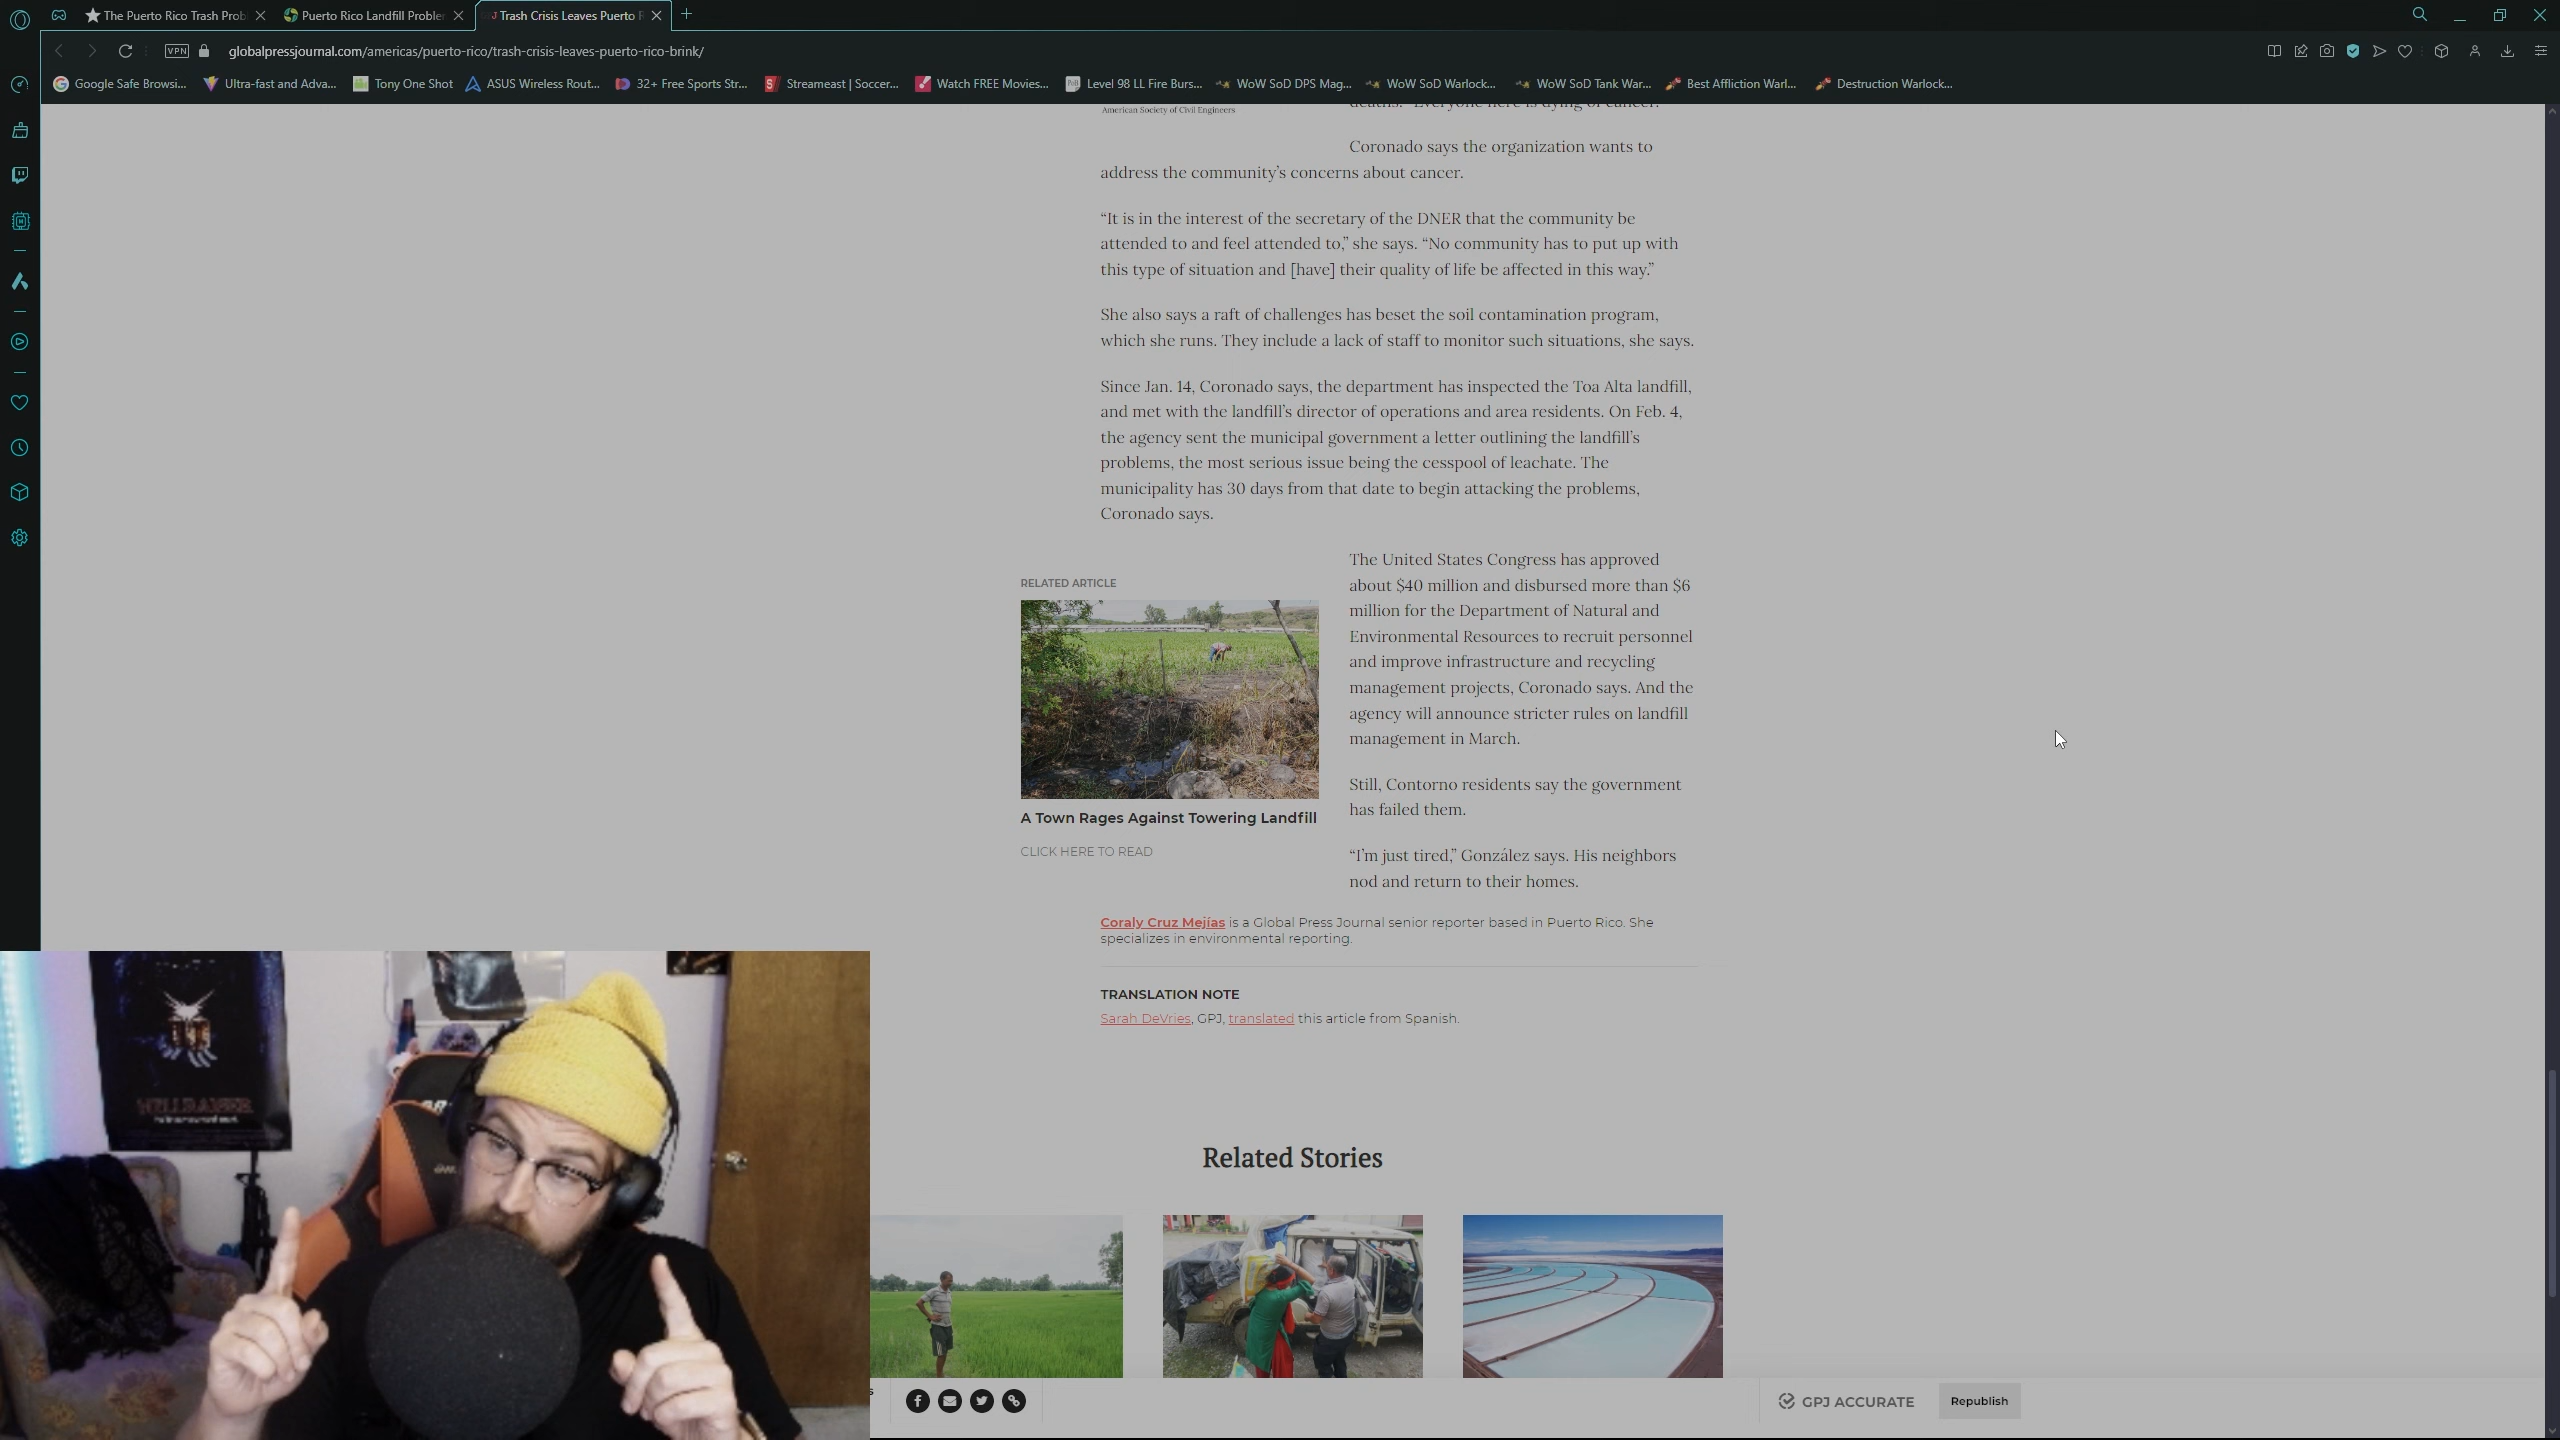 The Puerto Rico Trash Prob
Puerto Rico Landfill Probler
Trash Crisis Leaves Puerto R
VPN
globalpressjournal.com/americas/puerto-rico/trash-crisis-leaves-puerto-rico-brink/
Google Safe Browsi...
Ultra-fast and Adva...
Tony One Shot
ASUS Wireless Rout...
32+ Free Sports Str...
Streameast | Soccer...
Watch FREE Movies...
Level 98 LL Fire Burs...
WoW SoD DPS Mag...
WoW SoD Warlock...
WoW SoD Tank War...
Best Affliction Warl...
Destruction Warlock...
American Society of Civil Engineers
deaths. “Everyone here is dying of cancer.”
Coronado says the organization wants to
address the community’s concerns about cancer.
“It is in the interest of the secretary of the DNER that the community be
attended to and feel attended to,” she says. “No community has to put up with
this type of situation and [have] their quality of life be affected in this way.”
She also says a raft of challenges has beset the soil contamination program,
which she runs. They include a lack of staff to monitor such situations, she says.
Since Jan. 14, Coronado says, the department has inspected the Toa Alta landfill,
and met with the landfill’s director of operations and area residents. On Feb. 4,
the agency sent the municipal government a letter outlining the landfill’s
problems, the most serious issue being the cesspool of leachate. The
municipality has 30 days from that date to begin attacking the problems,
Coronado says.
RELATED ARTICLE
A Town Rages Against Towering Landfill
CLICK HERE TO READ
The United States Congress has approved
about $40 million and disbursed more than $6
million for the Department of Natural and
Environmental Resources to recruit personnel
and improve infrastructure and recycling
management projects, Coronado says. And the
agency will announce stricter rules on landfill
management in March.
Still, Contorno residents say the government
has failed them.
“I’m just tired,” González says. His neighbors
nod and return to their homes.
Coraly Cruz Mejías is a Global Press Journal senior reporter based in Puerto Rico. She
specializes in environmental reporting.
TRANSLATION NOTE
Sarah DeVries, GPJ, translated this article from Spanish.
Related Stories
HELLRAISER
GPJ ACCURATE
Republish